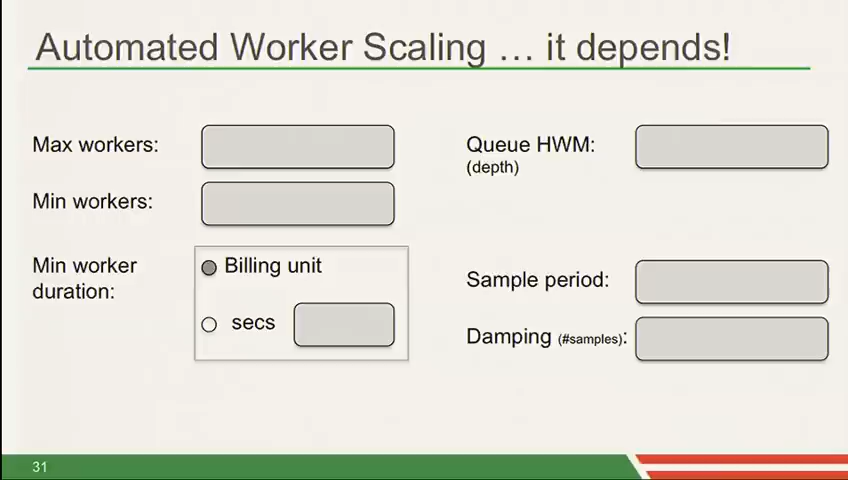 Automated Worker Scaling … it depends!
Max workers:
Min workers:
Min worker
duration:
Billing unit
secs
Queue HWM:
(depth)
Sample period:
Damping (#samples):
31